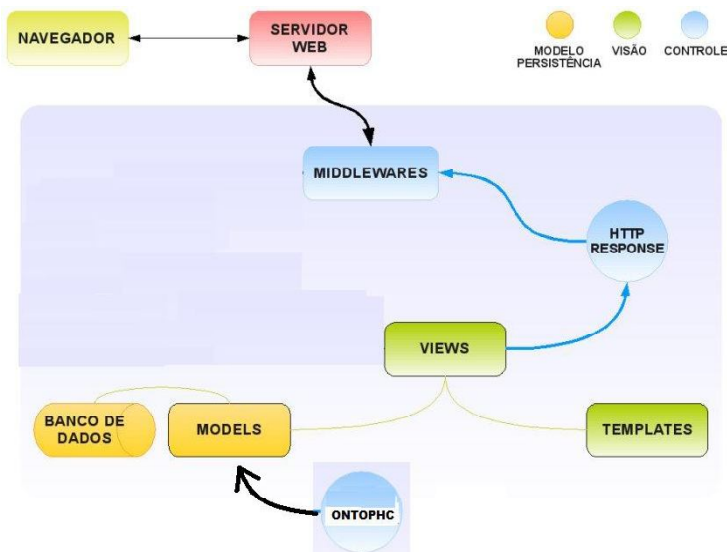 NAVEGADOR
SERVIDOR
WEB
MODELO
PERSISTÊNCIA
VISÃO
CONTROLE
MIDDLEWARES
HTTP
RESPONSE
VIEWS
BANCO DE
DADOS
MODELS
TEMPLATES
ONTOPHC